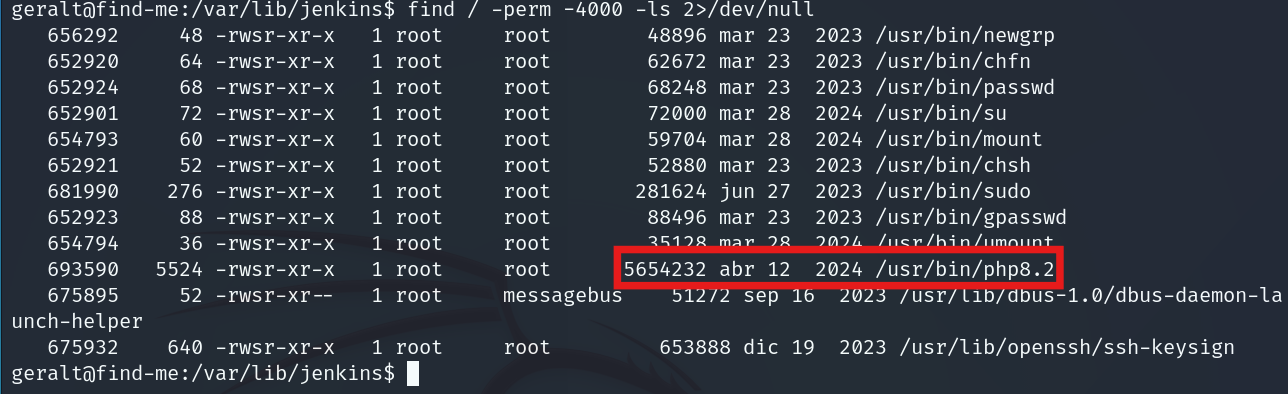 geralt@find-me:/var/lib/jenkins$ find / -perm -4000 -ls 2>/dev/null
656292 48 -rwsr-xr-x 1 root root 48896 mar 23 2023 /usr/bin/newgrp
652920 64 -rwsr-xr-x 1 root root 62672 mar 23 2023 /usr/bin/chfn
652924 68 -rwsr-xr-x 1 root root 68248 mar 23 2023 /usr/bin/passwd
652901 72 -rwsr-xr-x 1 root root 72000 mar 28 2024 /usr/bin/su
654793 60 -rwsr-xr-x 1 root root 59704 mar 28 2024 /usr/bin/mount
652921 52 -rwsr-xr-x 1 root root 52880 mar 23 2023 /usr/bin/chsh
681990 276 -rwsr-xr-x 1 root root 281624 jun 27 2023 /usr/bin/sudo
652923 88 -rwsr-xr-x 1 root root 88496 mar 23 2023 /usr/bin/gpasswd
654794 36 -rwsr-xr-x 1 root root 35128 mar 28 2024 /usr/bin/umount
693590 5524 -rwsr-xr-x 1 root root 5654232 abr 12 2024 /usr/bin/php8.2
675895 52 -rwsr-xr-- 1 root messagebus 51272 sep 16 2023 /usr/lib/dbus-1.0/dbus-daemon-la
unch-helper
675932 640 -rwsr-xr-x 1 root root 653888 dic 19 2023 /usr/lib/openssh/ssh-keysign
geralt@find-me:/var/lib/jenkins$